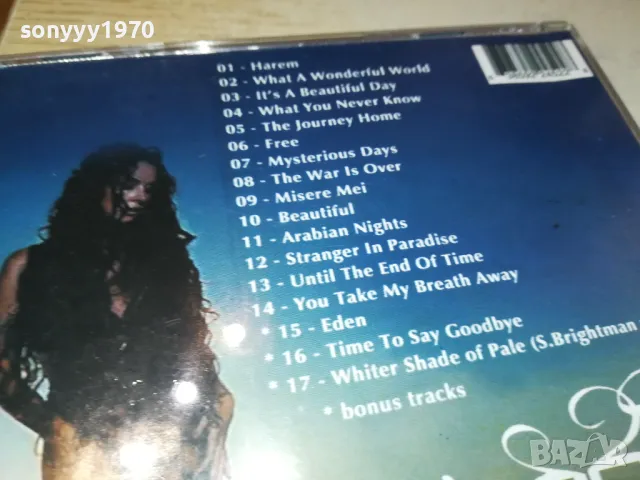 sonyyy1970
01 - Harem
02 - What A Wonderful World
03 - It's A Beautiful Day
04 - What You Never Know
05 - The Journey Home
06 - Free
07 - Mysterious Days
08 - The War is Over
09 - Misere Mei
10 - Beautiful
11 - Arabian Nights
12 - Stranger In Paradise
13 - Until The End Of Time
14 - You Take My Breath Away
* 15 - Eden
* 16 - Time To Say Goodbye
* 17 - Whiter Shade of Pale (S.Brightman
* bonus tracks
BAZAR